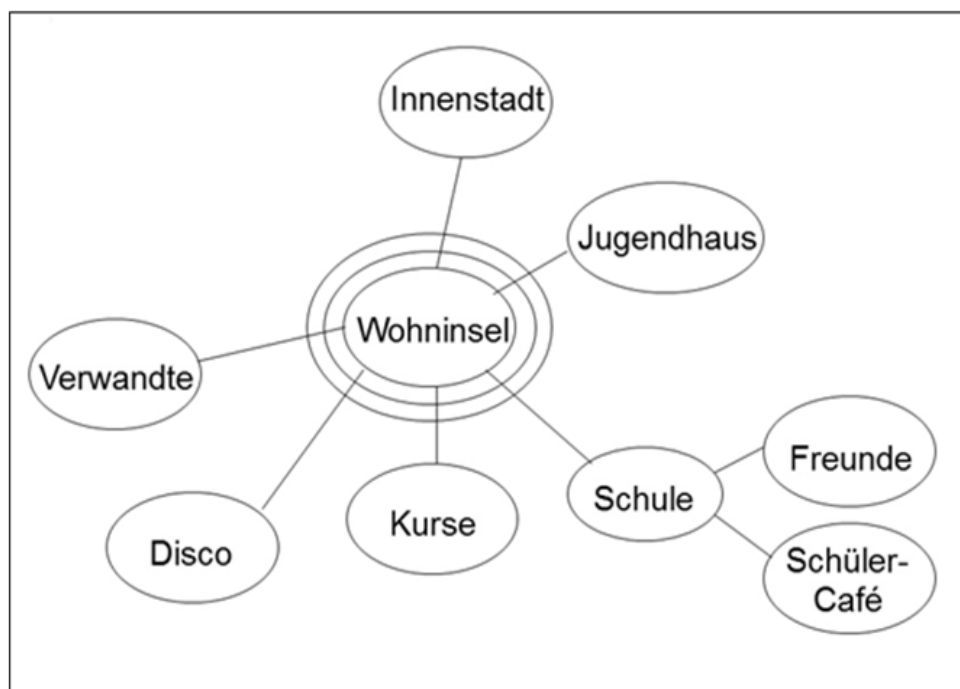 Innenstadt
Jugendhaus
Wohninsel
Verwandte
Freunde
Schule
Kurse
Disco
Schüler-
Café